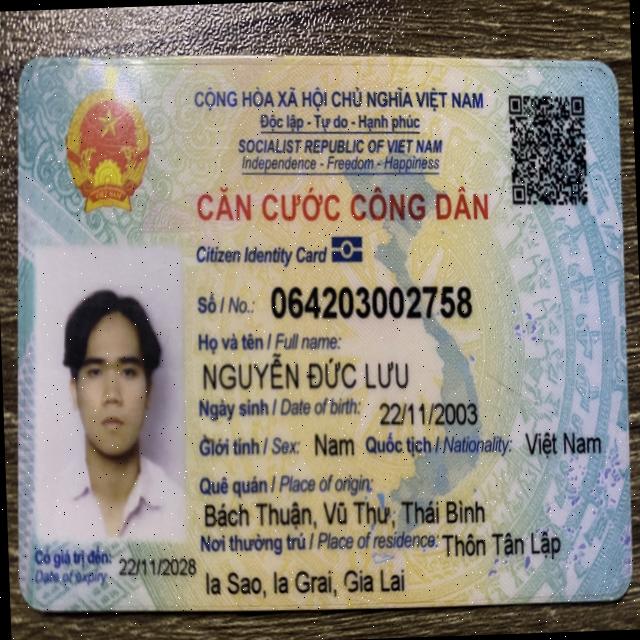 CỘNG HÒA XÃ HỘI CHỦ NGHĨA VIỆT NAM
Độc lập - Tự do - Hạnh phúc
SOCIALIST REPUBLIC OF VIET NAM
Independence - Freedom - Happiness
CĂN CƯỚC CÔNG DÂN
Citizen Identity Card
Số / No.: 064203002758
Họ và tên / Full name:
NGUYỄN ĐỨC LƯU
Ngày sinh / Date of birth: 22/11/2003
Giới tính / Sex: Nam Quốc tịch / Nationality: Việt Nam
Quê quán / Place of origin:
Bách Thuận, Vũ Thư, Thái Bình
Nơi thường trú / Place of residence: Thôn Tân Lập
Ia Sao, Ia Grai, Gia Lai
Có giá trị đến: 22/11/2028
Date of expiry